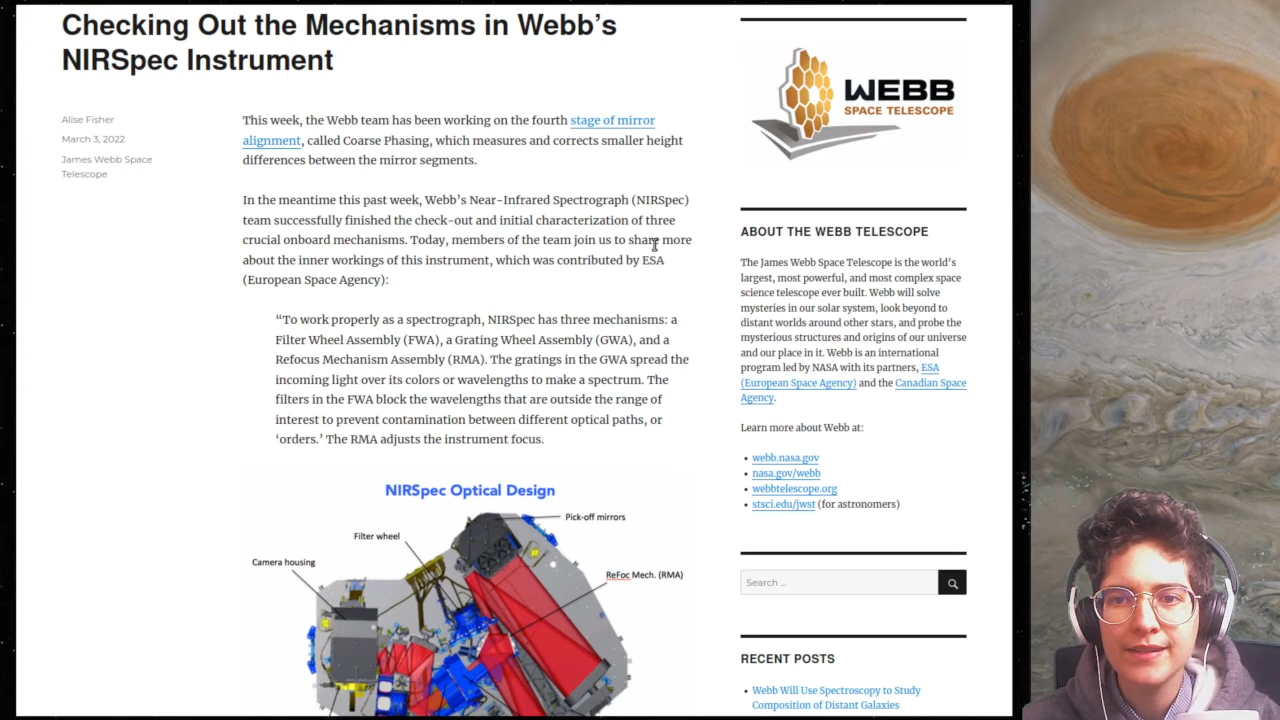 Checking Out the Mechanisms in Webb’s
NIRSpec Instrument
Alise Fisher
March 3, 2022
James Webb Space
Telescope
This week, the Webb team has been working on the fourth stage of mirror
alignment, called Coarse Phasing, which measures and corrects smaller height
differences between the mirror segments.
In the meantime this past week, Webb’s Near-Infrared Spectrograph (NIRSpec)
team successfully finished the check-out and initial characterization of three
crucial onboard mechanisms. Today, members of the team join us to share more
about the inner workings of this instrument, which was contributed by ESA
(European Space Agency):
“To work properly as a spectrograph, NIRSpec has three mechanisms: a
Filter Wheel Assembly (FWA), a Grating Wheel Assembly (GWA), and a
Refocus Mechanism Assembly (RMA). The gratings in the GWA spread the
incoming light over its colors or wavelengths to make a spectrum. The
filters in the FWA block the wavelengths that are outside the range of
interest to prevent contamination between different optical paths, or
‘orders.’ The RMA adjusts the instrument focus.
NIRSpec Optical Design
Pick-off mirrors
Filter wheel
Camera housing
ReFoc Mech. (RMA)
WEBB
SPACE TELESCOPE
ABOUT THE WEBB TELESCOPE
The James Webb Space Telescope is the world's
largest, most powerful, and most complex space
science telescope ever built. Webb will solve
mysteries in our solar system, look beyond to
distant worlds around other stars, and probe the
mysterious structures and origins of our universe
and our place in it. Webb is an international
program led by NASA with its partners, ESA
(European Space Agency) and the Canadian Space
Agency.
Learn more about Webb at:
• webb.nasa.gov
• nasa.gov/webb
• webbtelescope.org
• stsci.edu/jwst (for astronomers)
Search …
RECENT POSTS
• Webb Will Use Spectroscopy to Study
Composition of Distant Galaxies